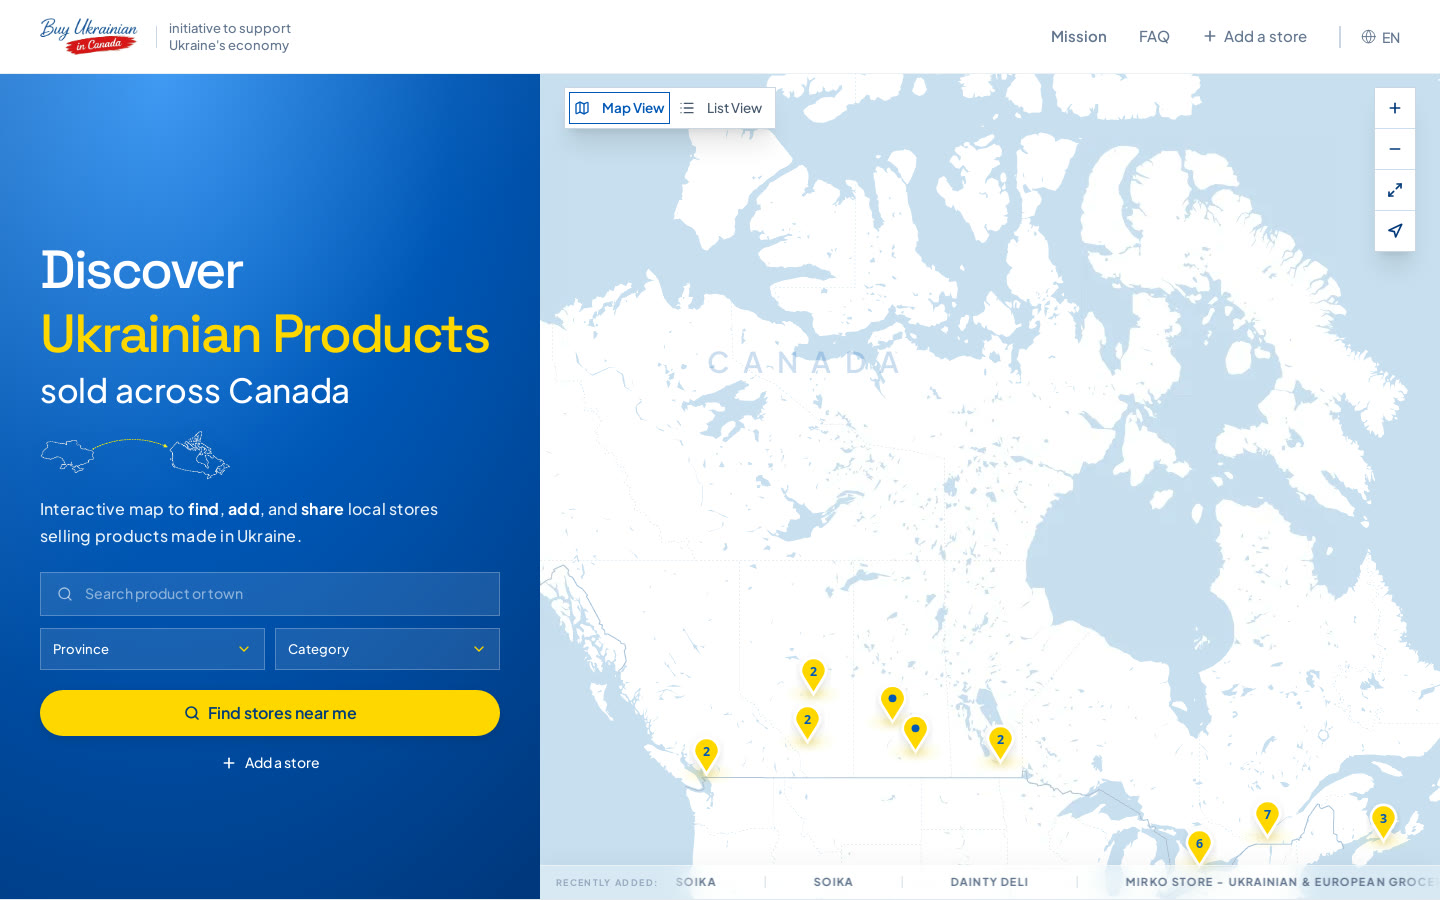 Buy Ukrainian
in Canada
initiative to support
Ukraine's economy
Mission
FAQ
Add a store
EN
Map View
List View
Discover
Ukrainian Products
sold across Canada
Interactive map to find, add, and share local stores
selling products made in Ukraine.
Search product or town
Province
Category
Find stores near me
Add a store
CANADA
2
2
2
2
7
3
6
RECENTLY ADDED:
SOIKA
SOIKA
DAINTY DELI
MIRKO STORE – UKRAINIAN & EUROPEAN GROCE